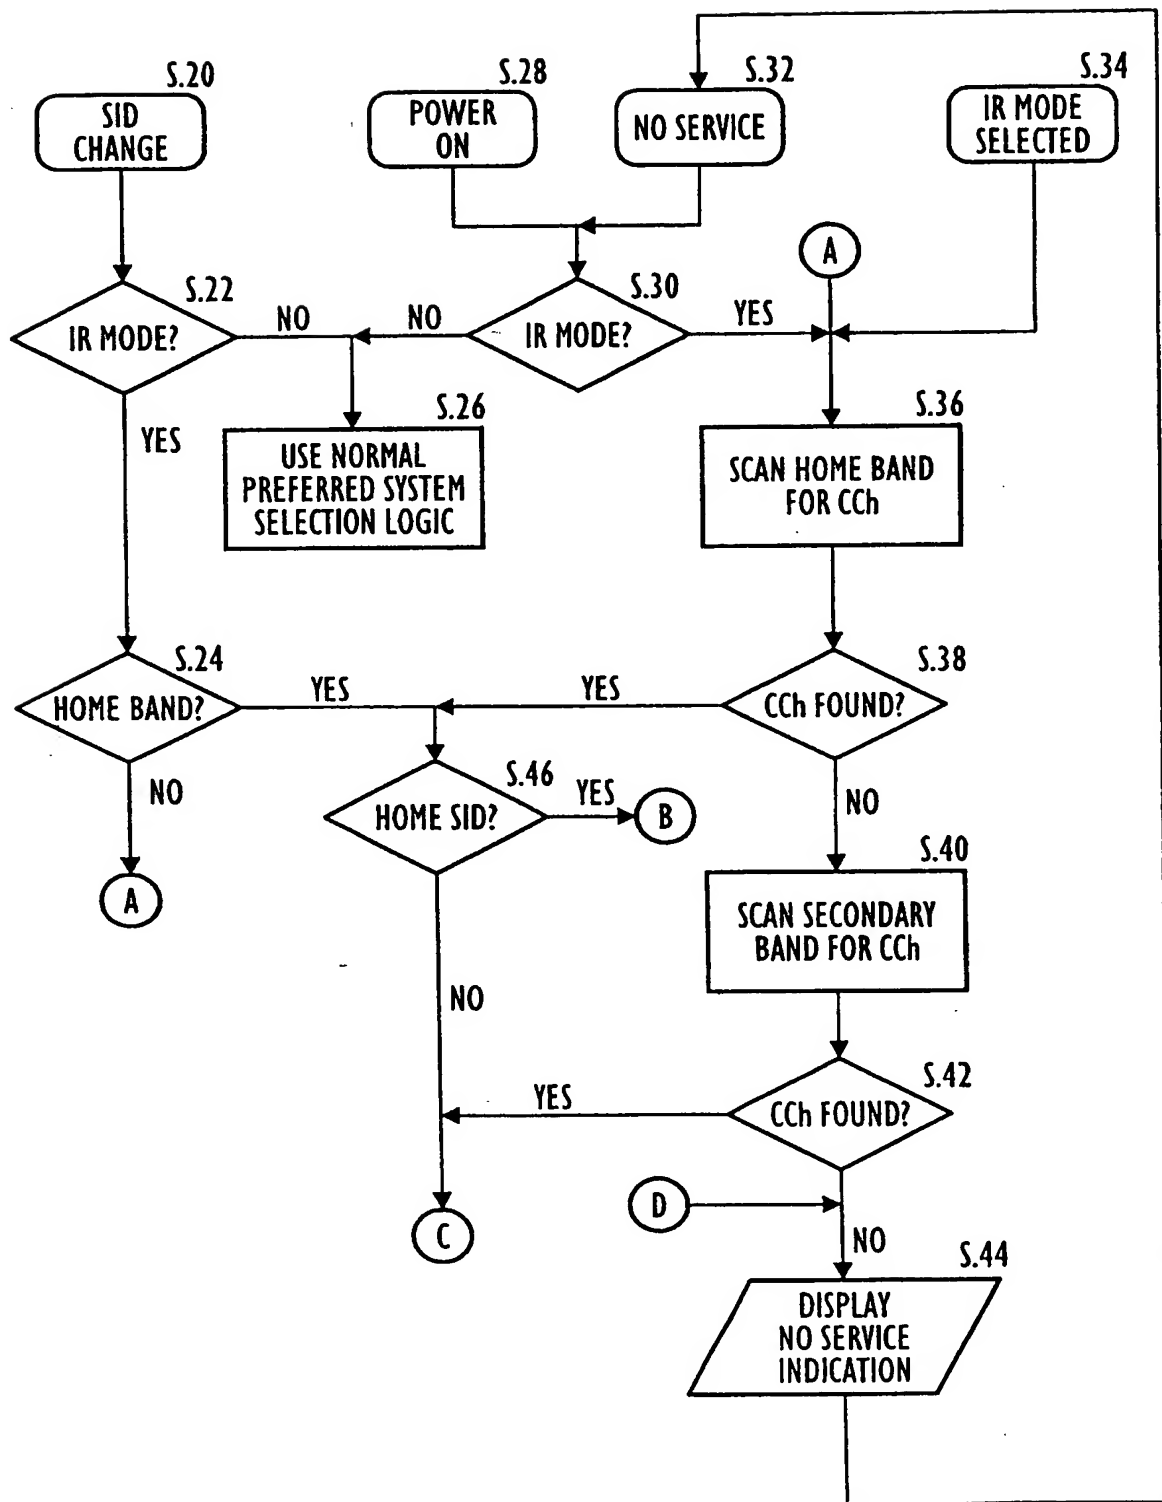 S.20
SID
CHANGE
S.28
POWER
ON
S.32
NO SERVICE
S.34
IR MODE
SELECTED
A
S.22
IR MODE?
NO
NO
S.30
IR MODE?
YES
YES
S.26
USE NORMAL
PREFERRED SYSTEM
SELECTION LOGIC
S.36
SCAN HOME BAND
FOR CCh
S.24
HOME BAND?
YES
YES
S.38
CCh FOUND?
NO
A
S.46
HOME SID?
YES
B
NO
S.40
SCAN SECONDARY
BAND FOR CCh
NO
S.42
CCh FOUND?
YES
D
C
NO
S.44
DISPLAY
NO SERVICE
INDICATION